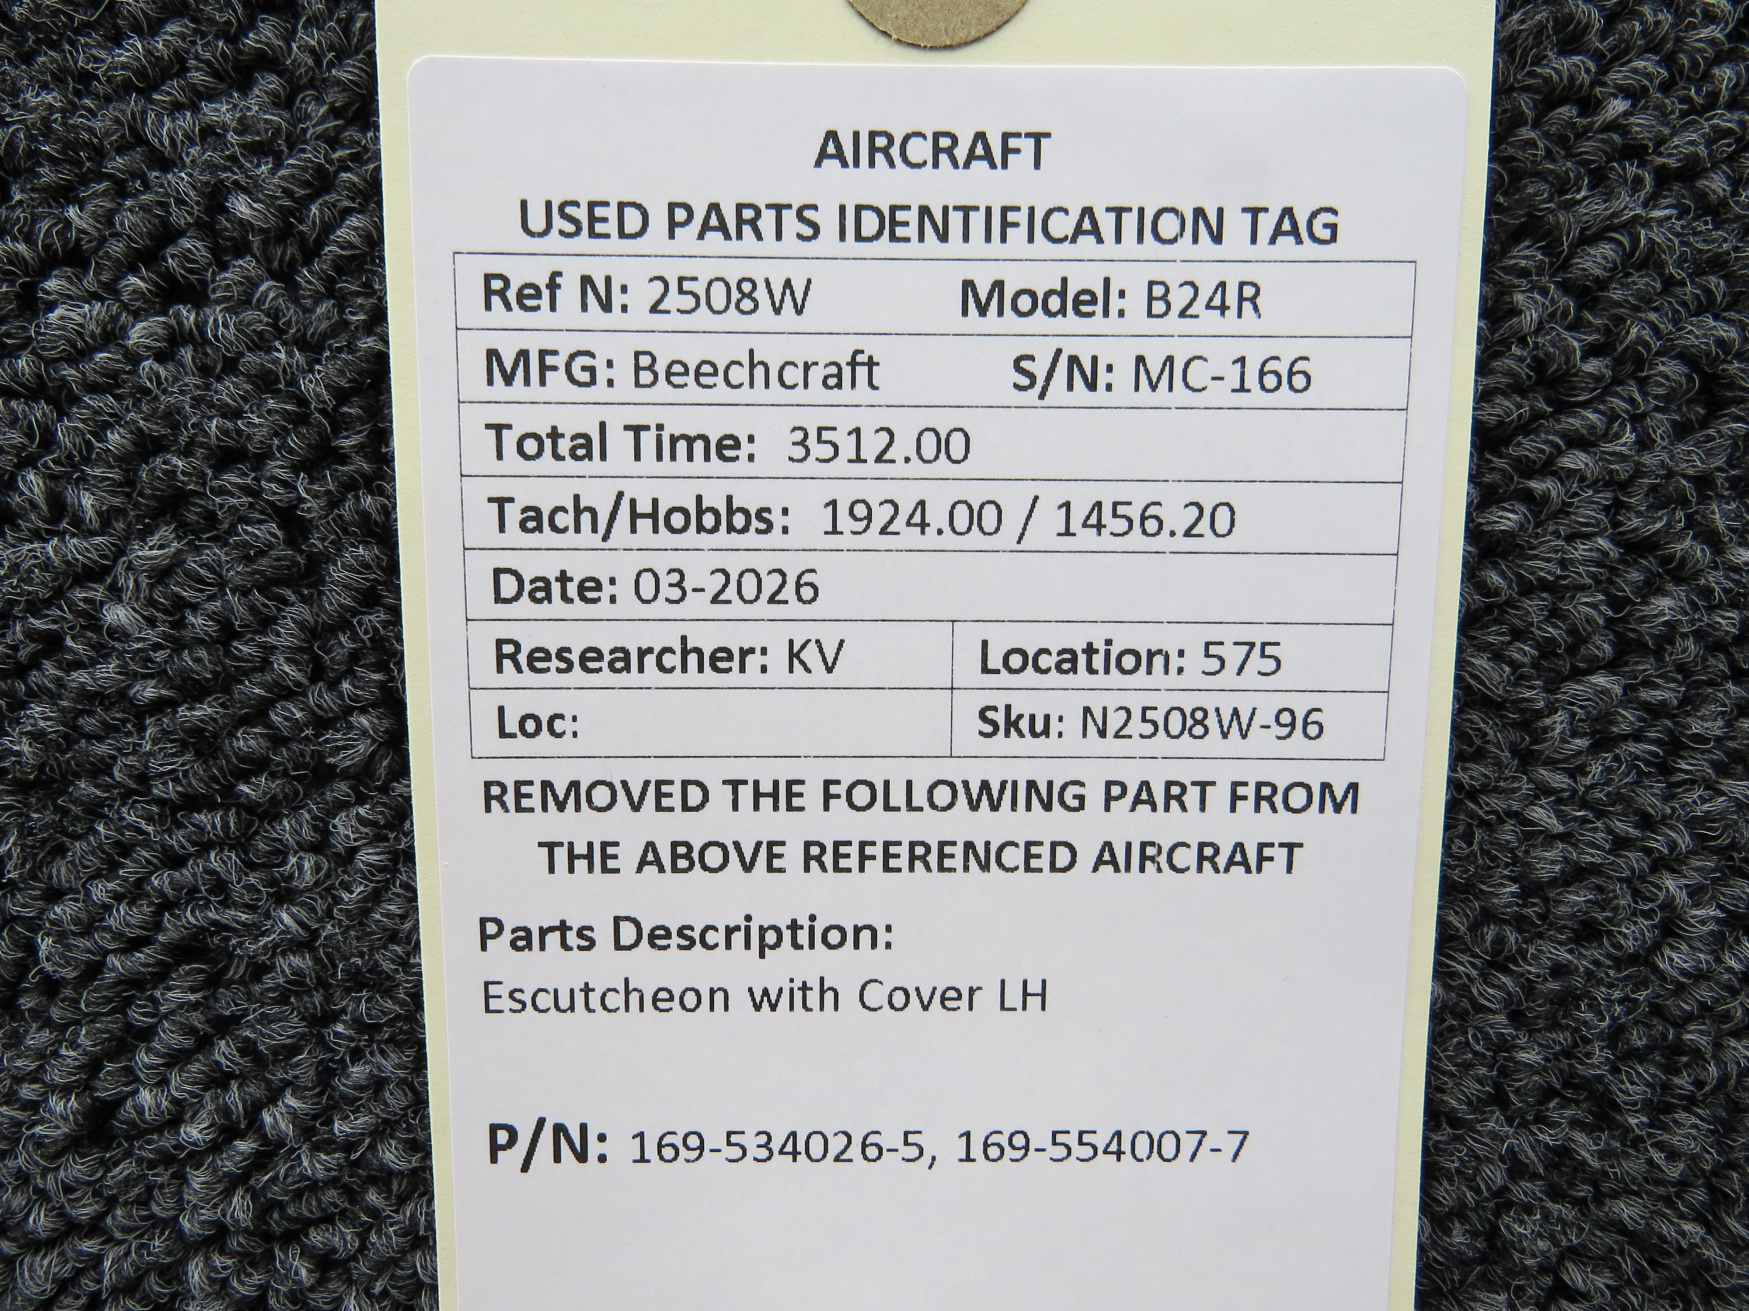 AIRCRAFT
USED PARTS IDENTIFICATION TAG
Ref N: 2508W Model: B24R
MFG: Beechcraft S/N: MC-166
Total Time: 3512.00
Tach/Hobbs: 1924.00 / 1456.20
Date: 03-2026
Researcher: KV Location: 575
Loc: Sku: N2508W-96
REMOVED THE FOLLOWING PART FROM
THE ABOVE REFERENCED AIRCRAFT
Parts Description:
Escutcheon with Cover LH
P/N: 169-534026-5, 169-554007-7